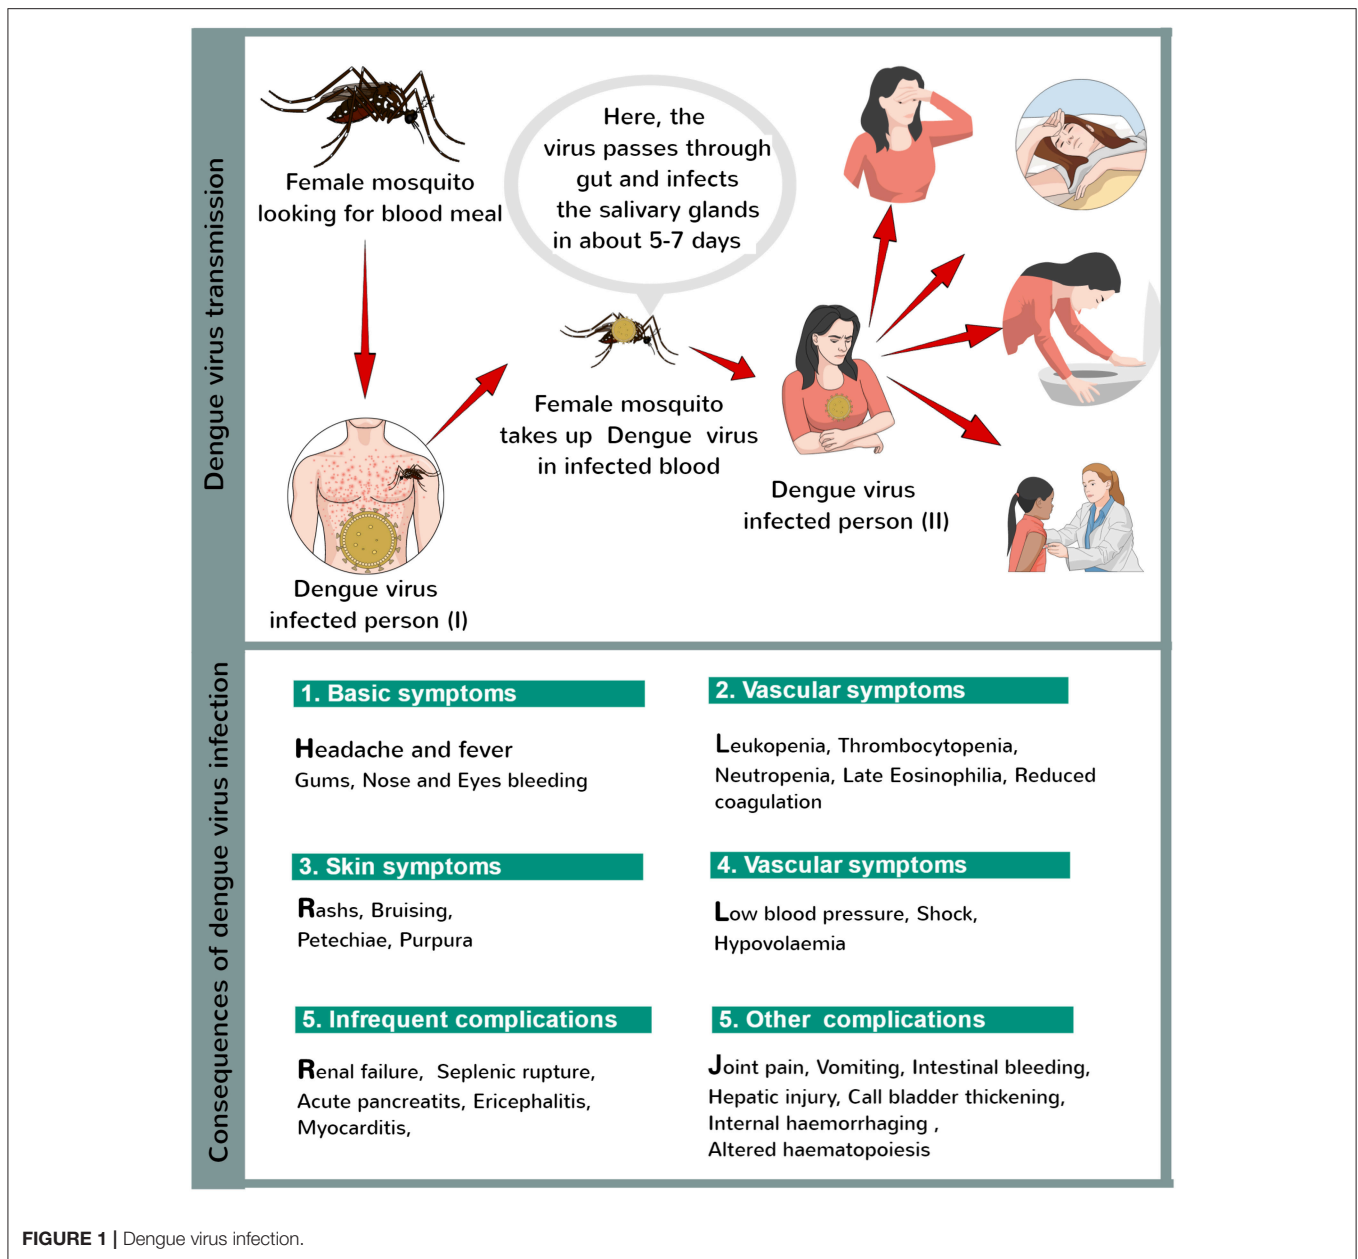 Dengue virus transmission
Female mosquito
looking for blood meal
Here, the
virus passes through
gut and infects
the salivary glands
in about 5-7 days
Female mosquito
takes up Dengue virus
in infected blood
Dengue virus
infected person (II)
Dengue virus
infected person (I)
Consequences of dengue virus infection
1. Basic symptoms
Headache and fever
Gums, Nose and Eyes bleeding
2. Vascular symptoms
Leukopenia, Thrombocytopenia,
Neutropenia, Late Eosinophilia, Reduced
coagulation
3. Skin symptoms
Rashs, Bruising,
Petechiae, Purpura
4. Vascular symptoms
Low blood pressure, Shock,
Hypovolaemia
5. Infrequent complications
Renal failure, Seplenic rupture,
Acute pancreatits, Ericephalitis,
Myocarditis,
5. Other complications
Joint pain, Vomiting, Intestinal bleeding,
Hepatic injury, Call bladder thickening,
Internal haemorrhaging ,
Altered haematopoiesis
FIGURE 1 | Dengue virus infection.